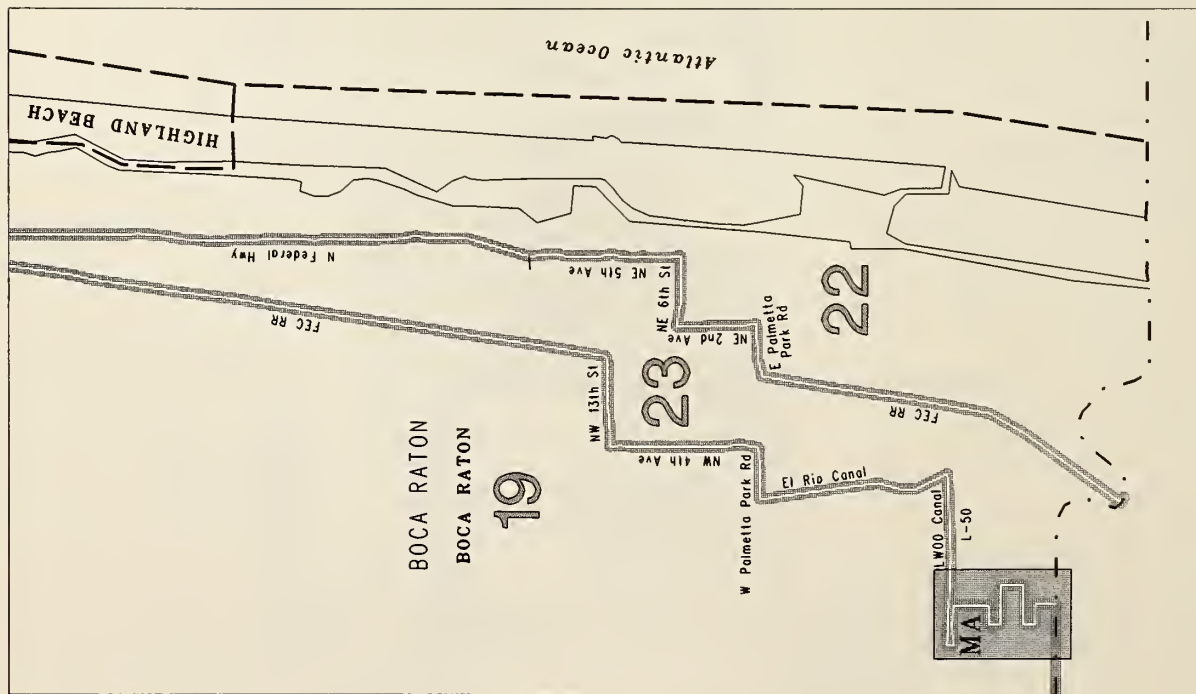 Atlantic Ocean
HIGHLAND BEACH
N Federal Hwy
FEC RR
NE 5th Ave
NE 6th St
NE 2nd Ave
E Palmetta
Park Rd
22
NW 13th St
23
NW 4th Ave
BOCA RATON
BOCA RATON
19
W Palmetta Park Rd
El Rio Canal
FEC RR
LWOO Canal
L-50
MA